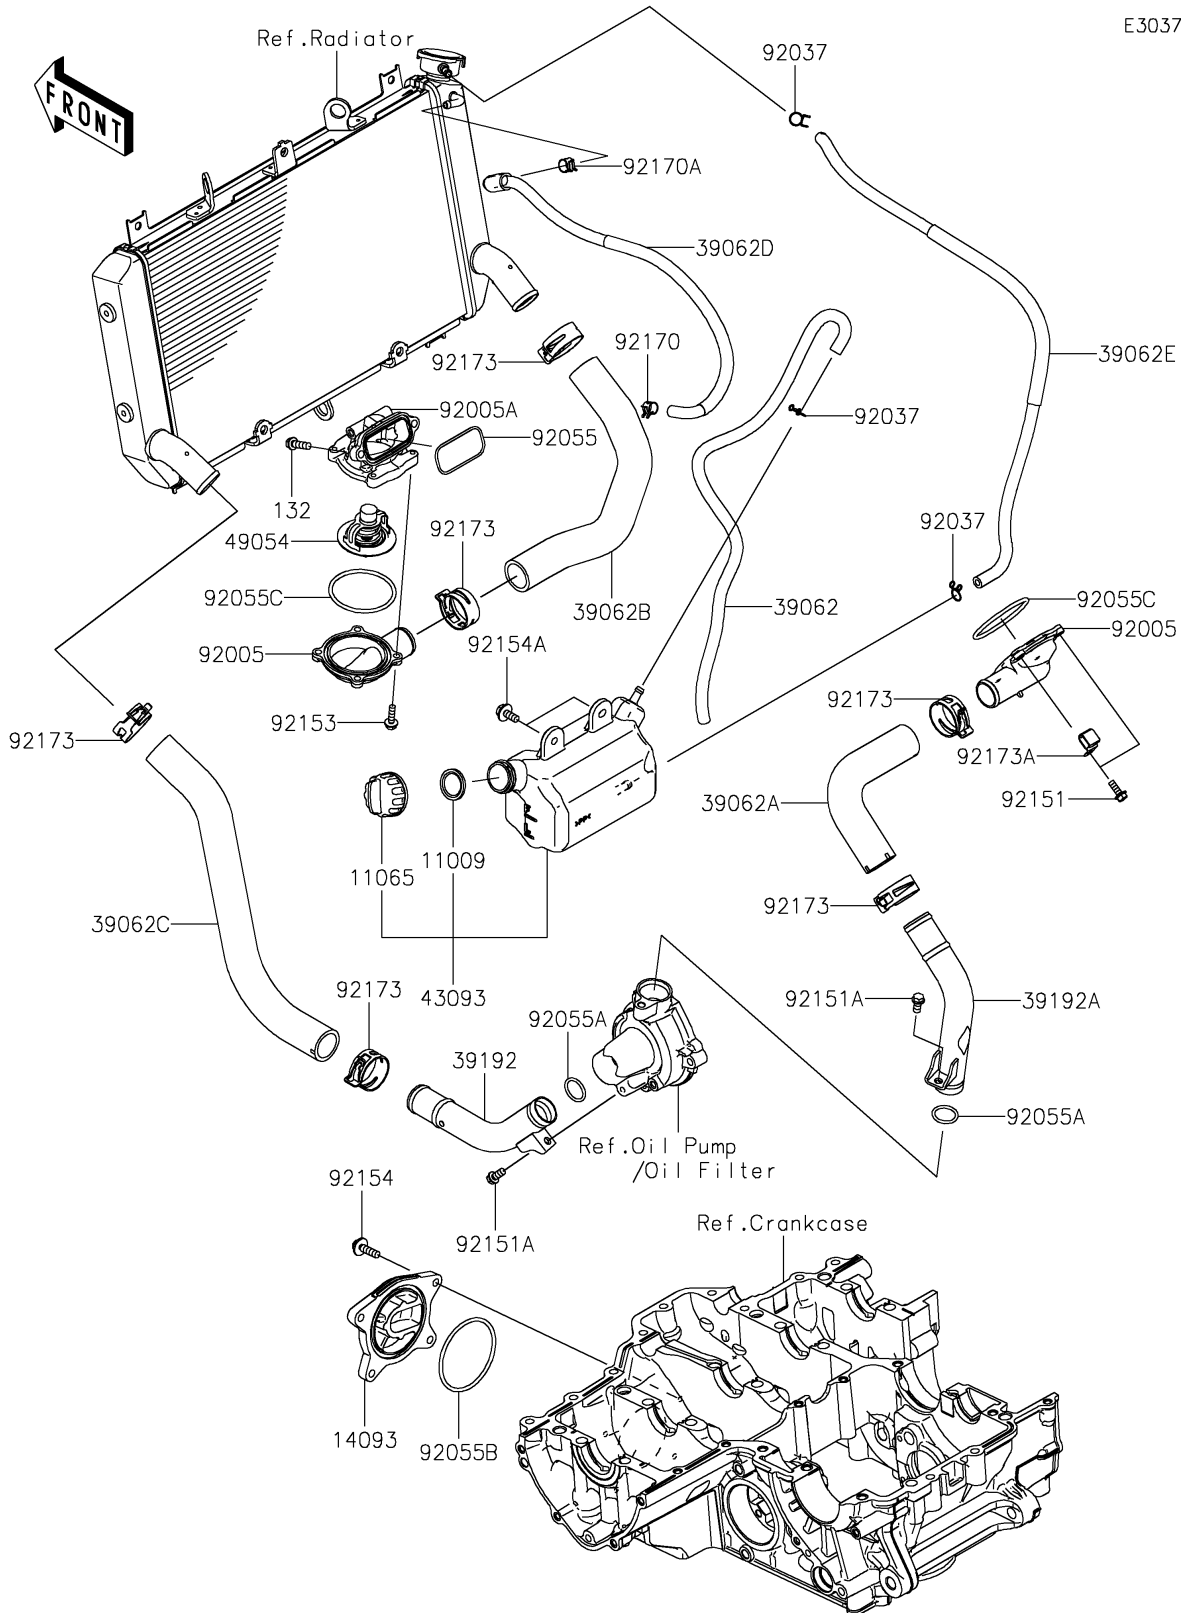 E3037
Ref.Radiator
FRONT
92037
92170A
39062D
92173
92170
39062E
92005A
92037
92055
132
49054
92173
92037
92055C
39062B
39062
92055C
92005
92154A
92005
92173
92153
92173
92173A
39062A
92151
11009
11065
39062C
92173
92173
43093
92151A
39192A
92055A
39192
92055A
Ref.Oil Pump
/Oil Filter
92154
92151A
Ref.Crankcase
14093
92055B